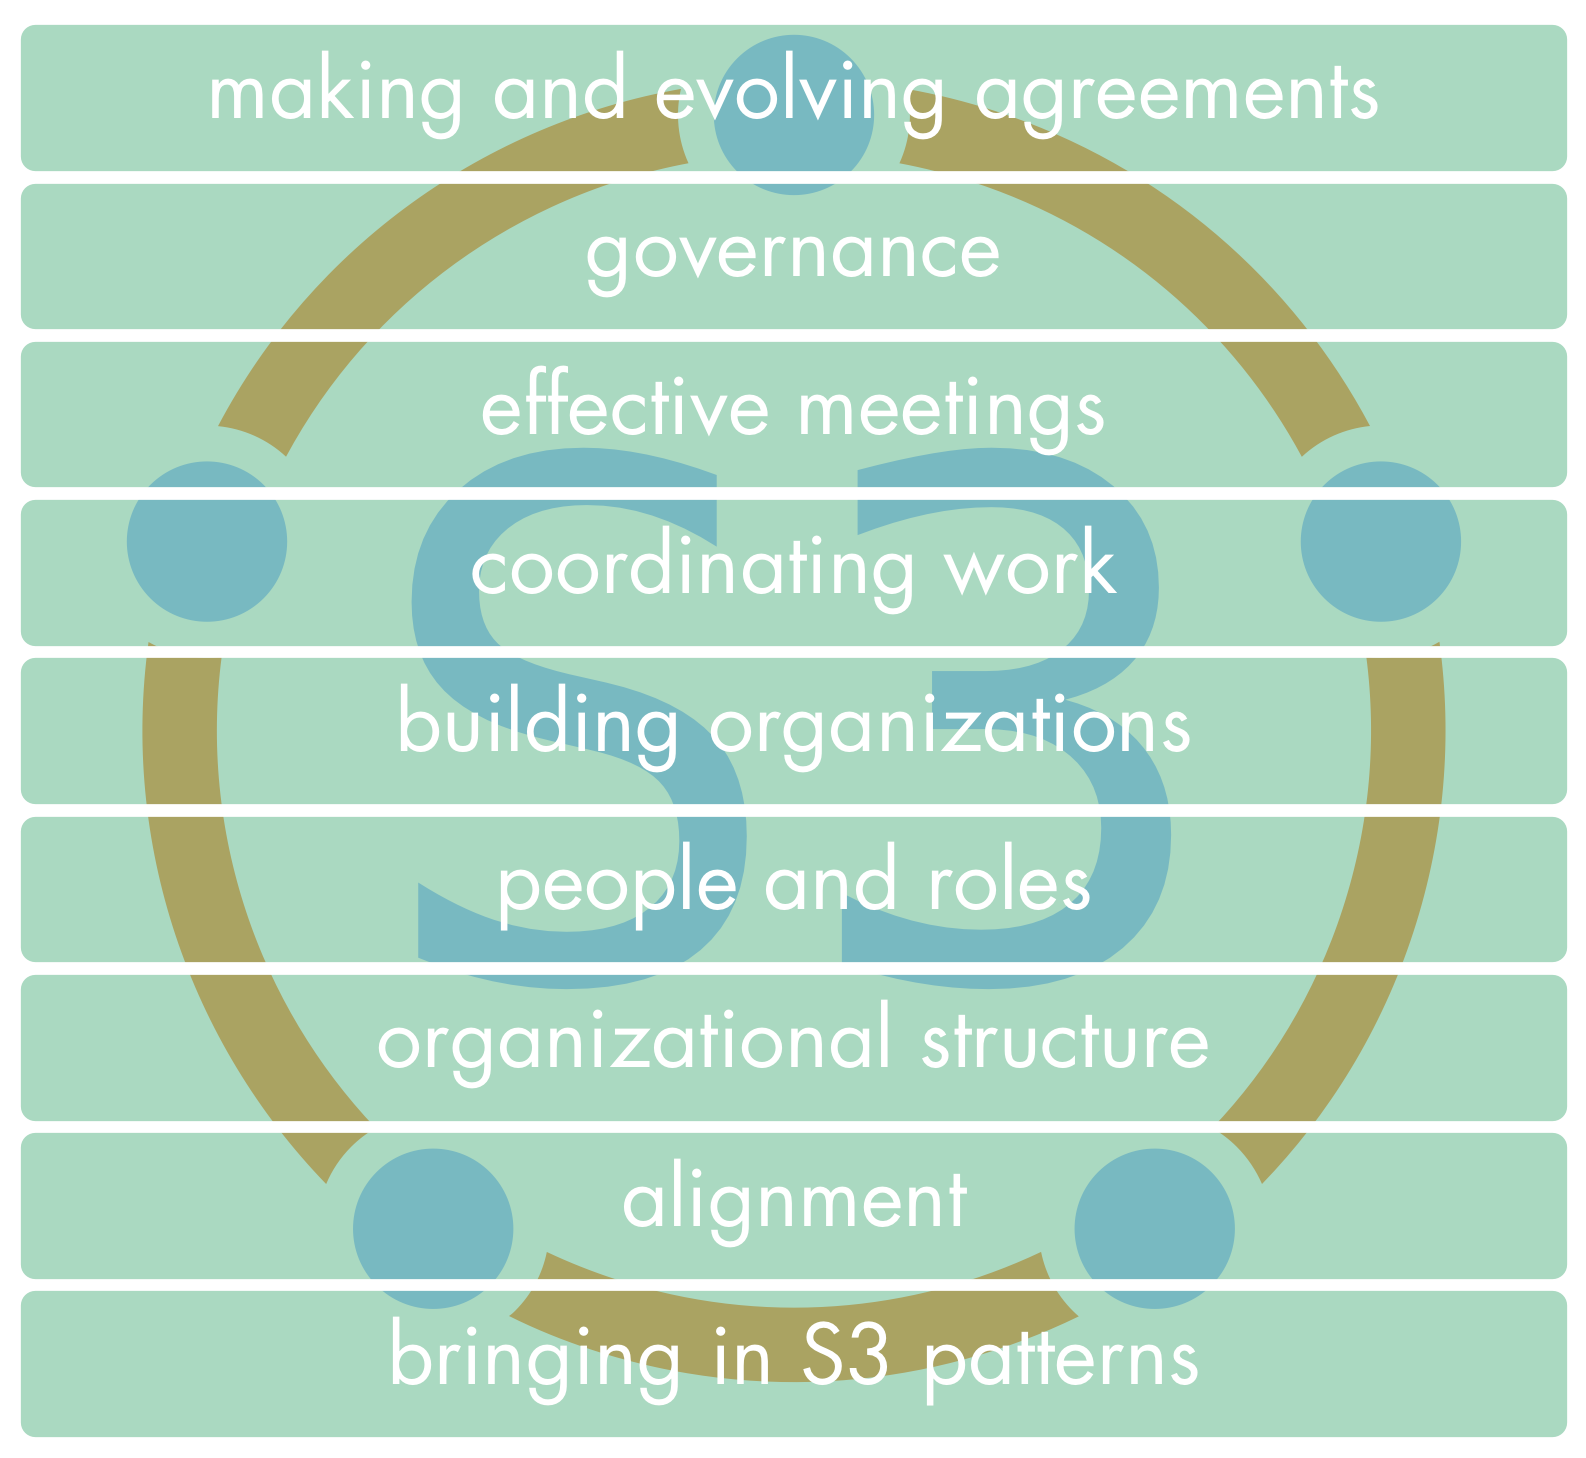 making and evolving agreements
governance
effective meetings
S3
coordinating work
building organizations
people and roles
organizational structure
alignment
bringing in S3 patterns